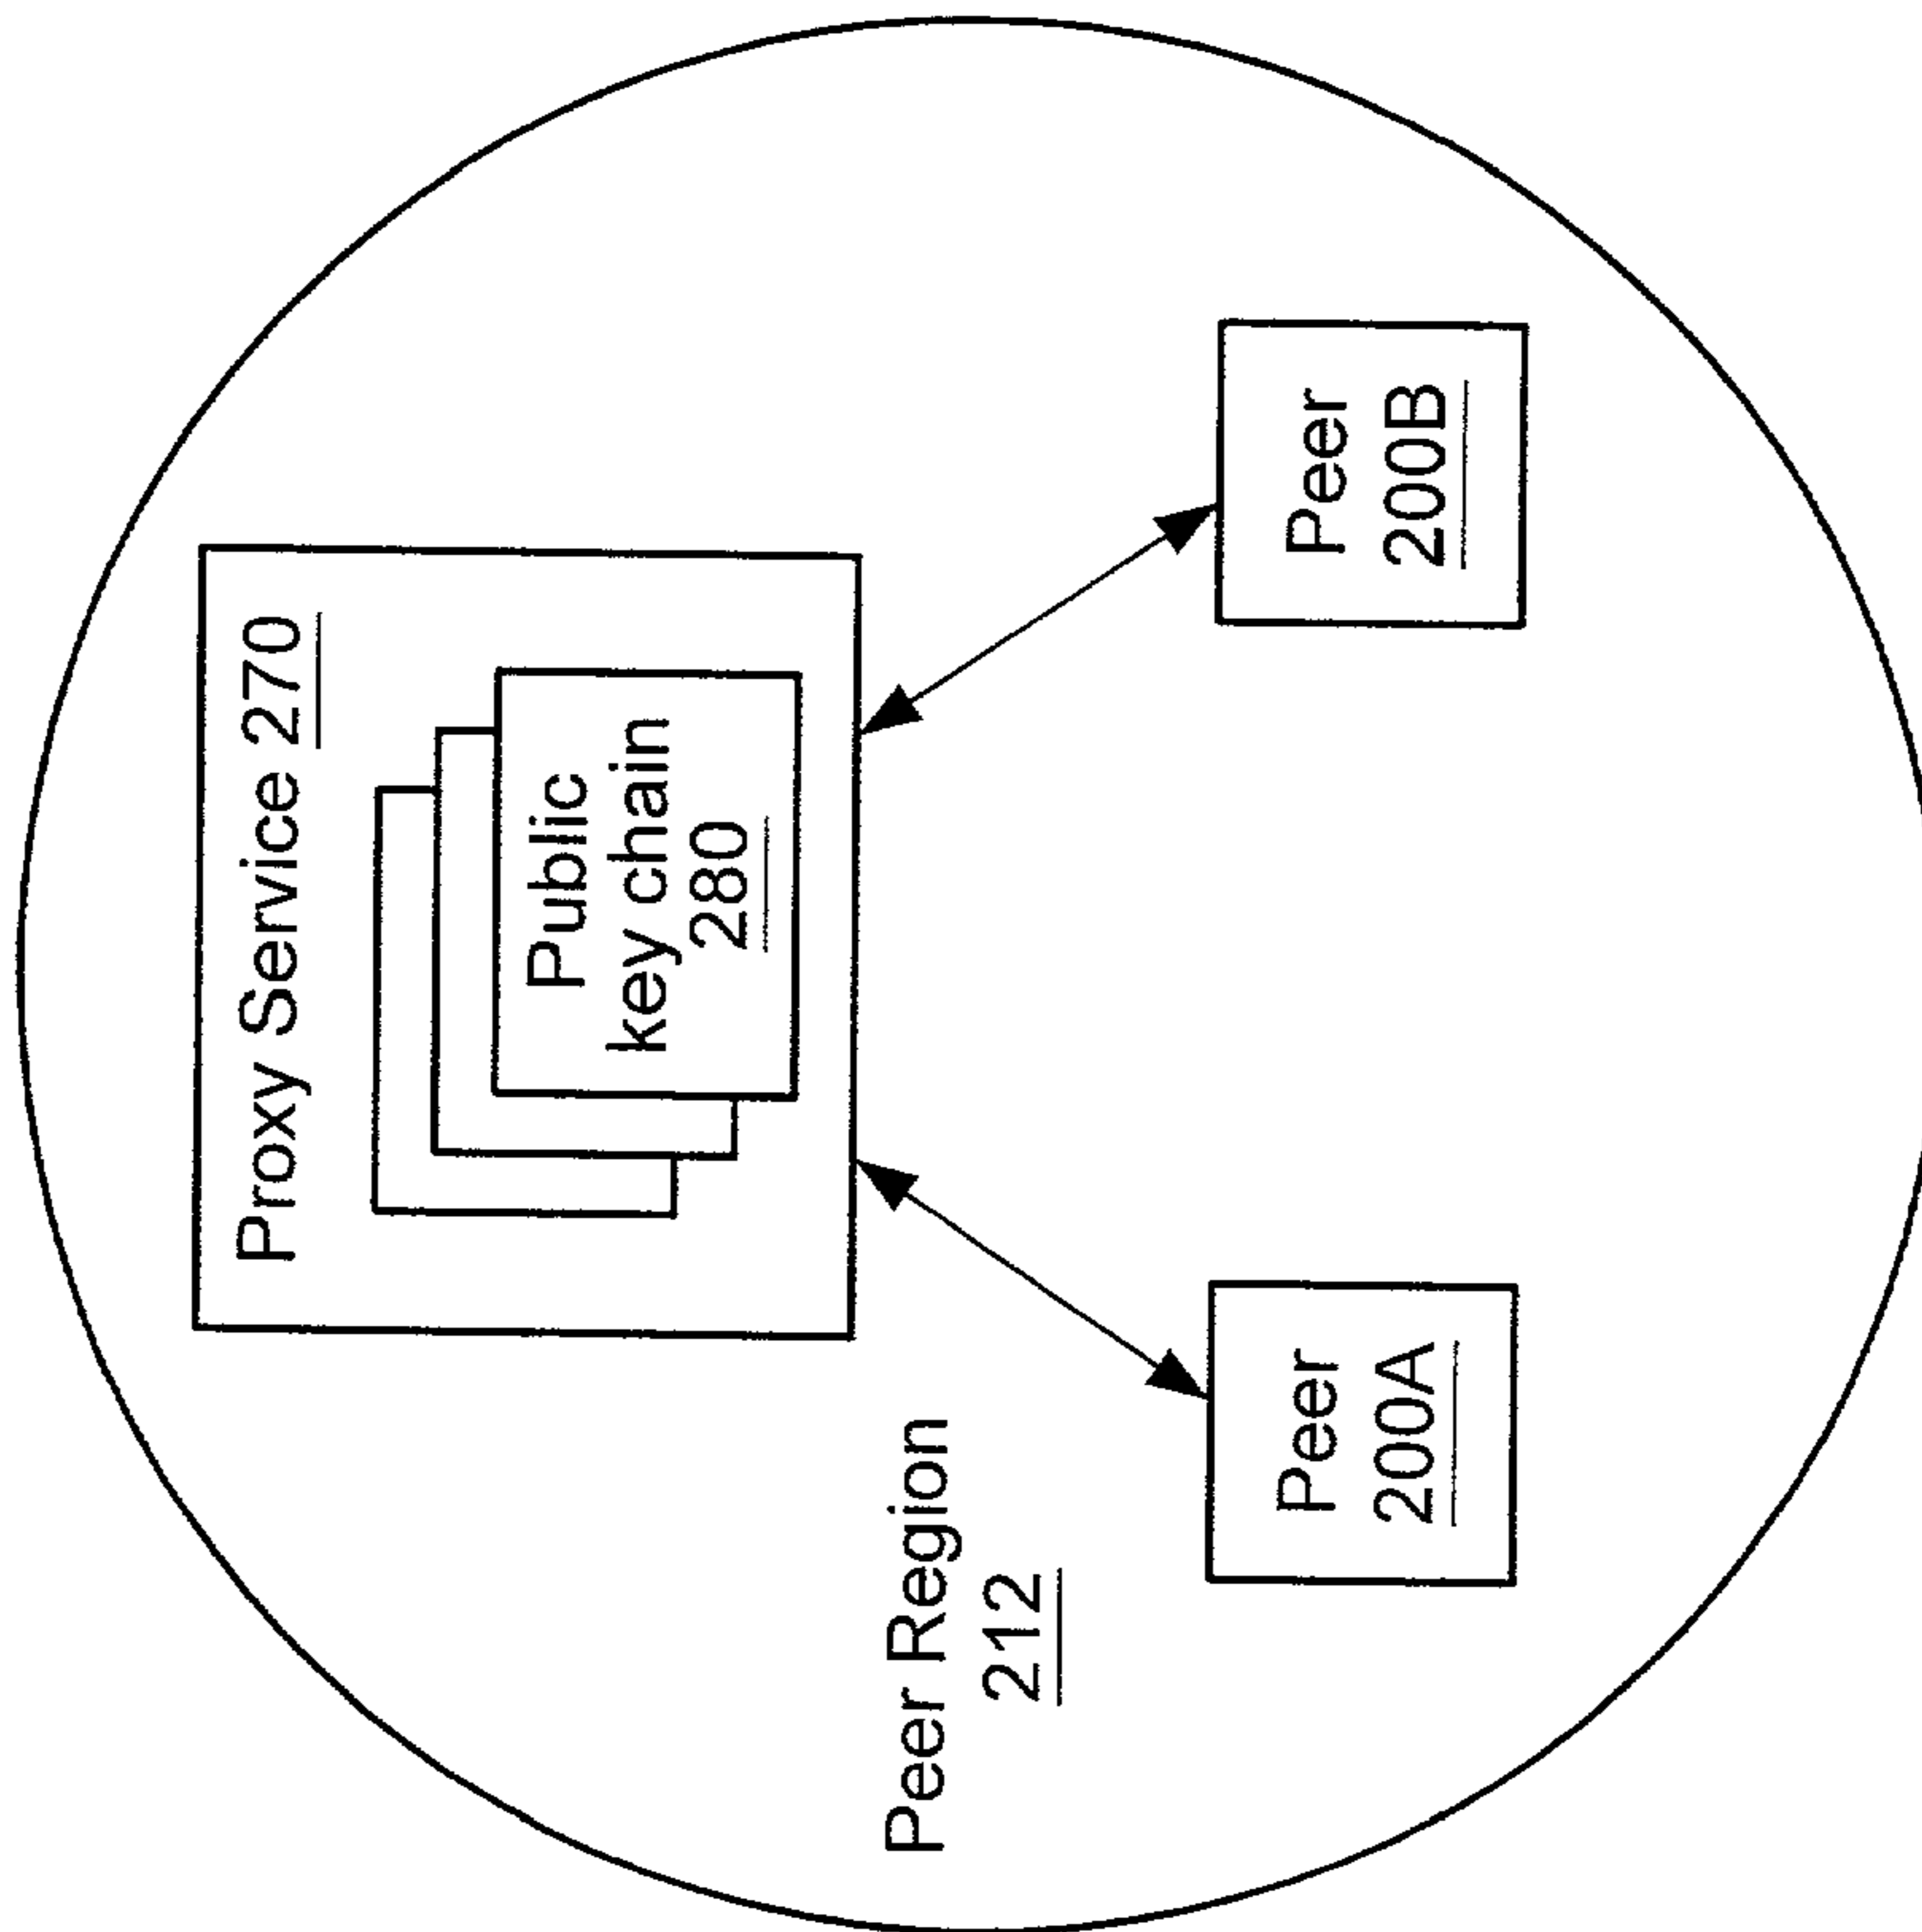 Proxy Service 270
Public
key chain
280
Peer Region
212
Peer
200A
Peer
200B